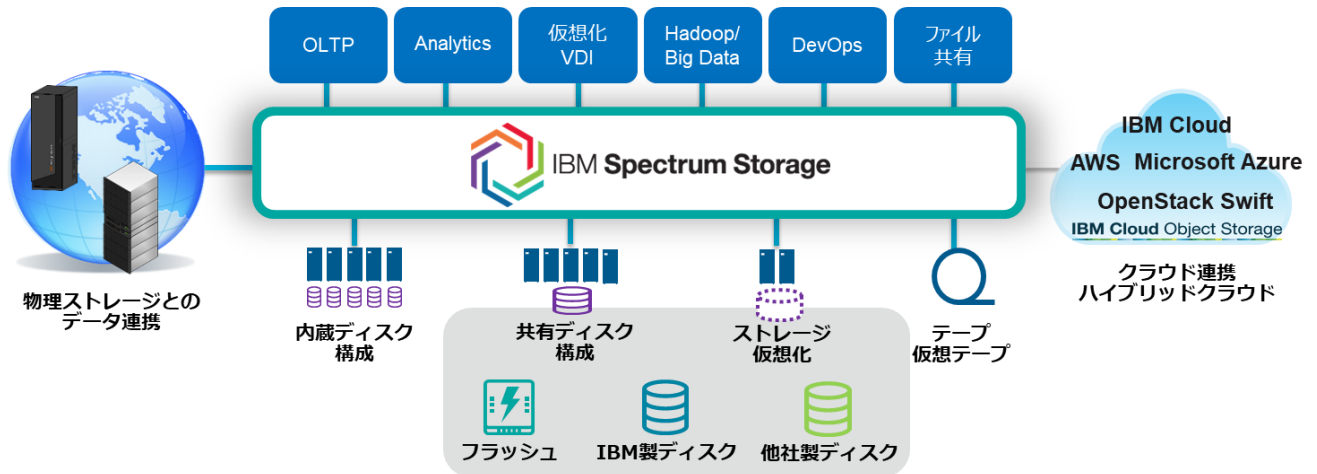 OLTP
Analytics
仮想化
VDI
Hadoop/
Big Data
DevOps
ファイル
共有
IBM Spectrum Storage
IBM Cloud
AWS Microsoft Azure
OpenStack Swift
IBM Cloud Object Storage
クラウド連携
ハイブリッドクラウド
物理ストレージとの
データ連携
内蔵ディスク
構成
共有ディスク
構成
ストレージ
仮想化
テープ
仮想テープ
フラッシュ
IBM製ディスク
他社製ディスク